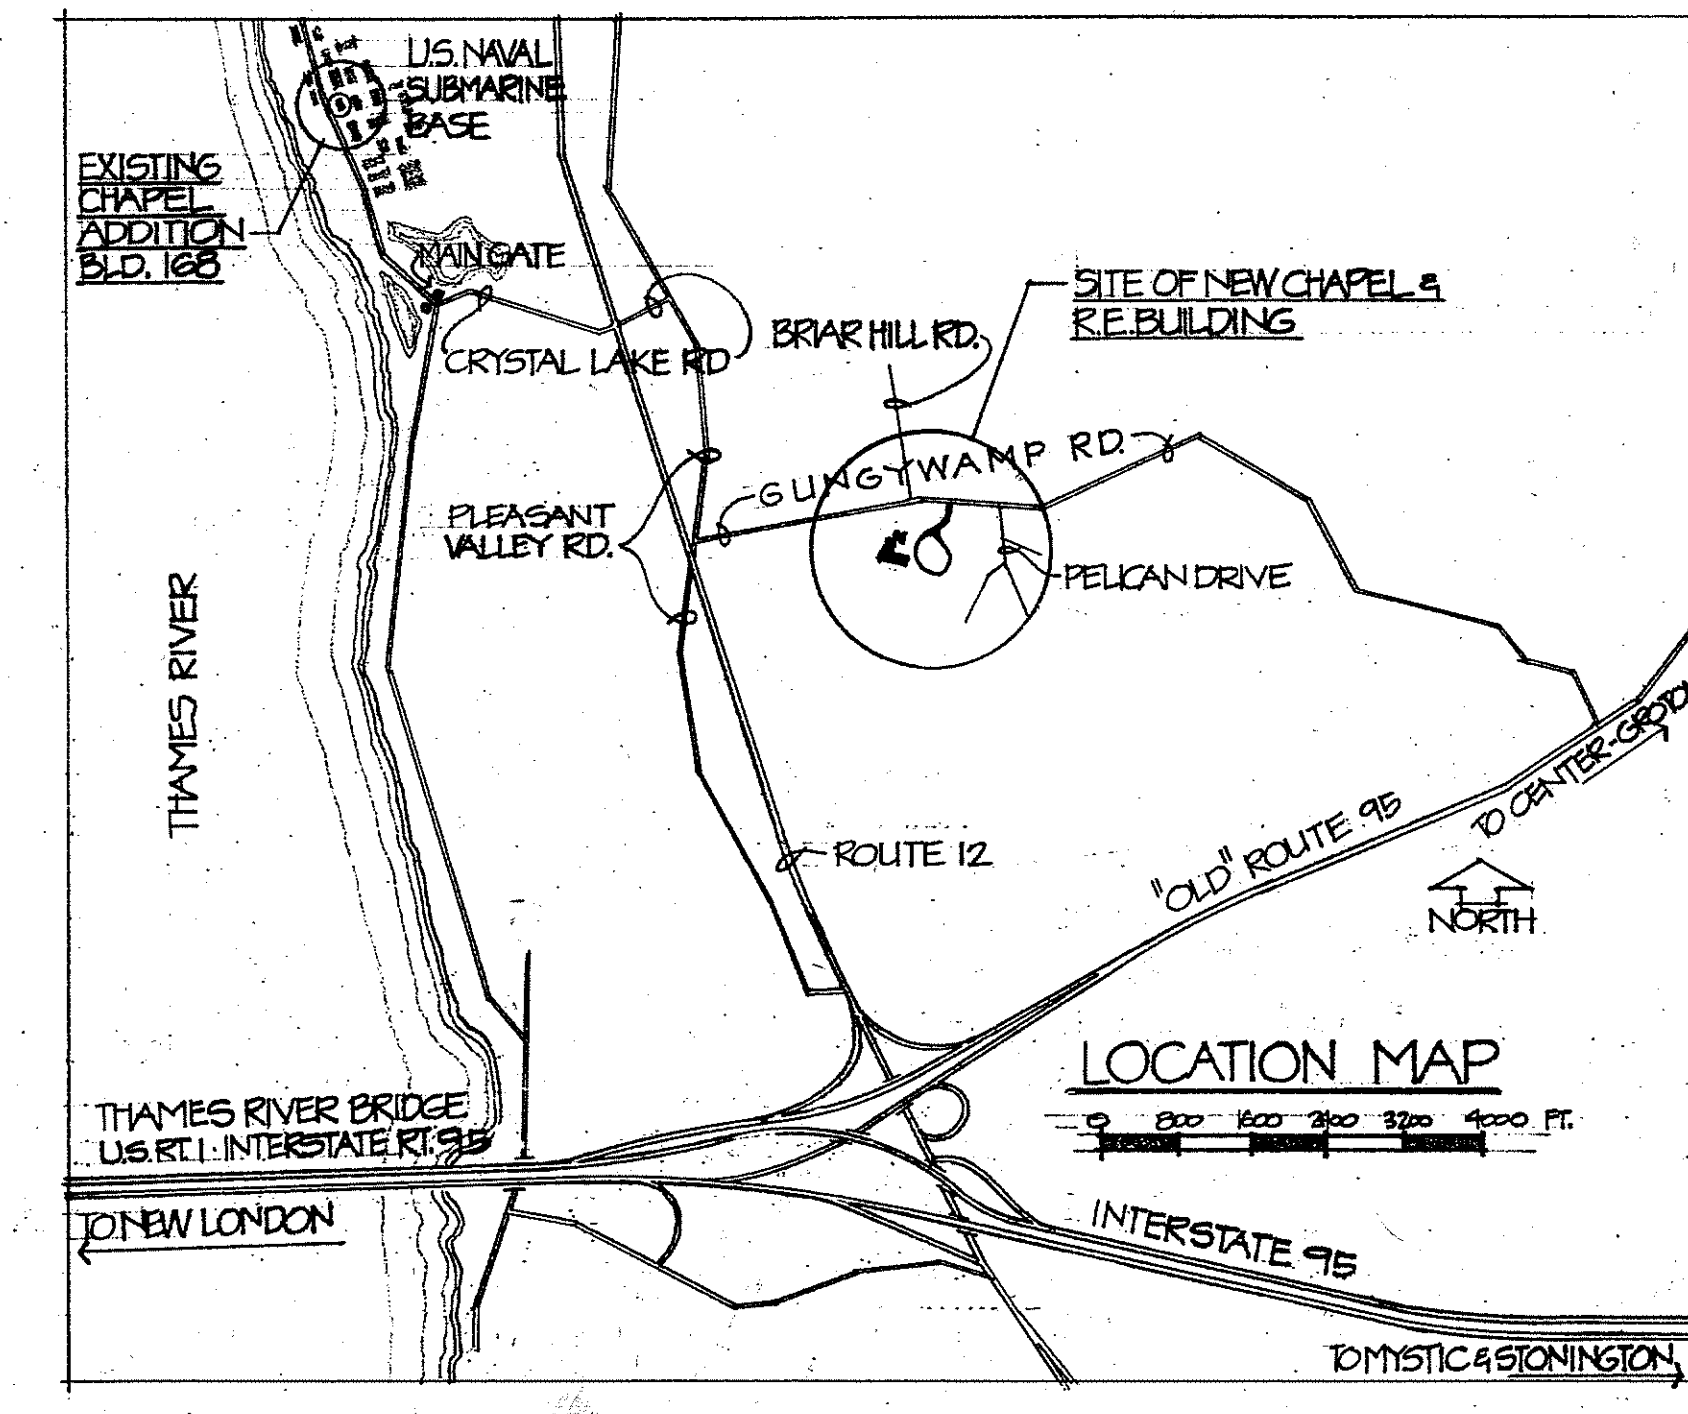 U.S. NAVAL
SUBMARINE
BASE
EXISTING
CHAPEL
ADDITION
BLD. 168
MAIN GATE
CRYSTAL LAKE RD
SITE OF NEW CHAPEL &
R.E. BUILDING
BRIAR HILL RD.
GUNGYWAMP RD.
PLEASANT
VALLEY RD.
PELICAN DRIVE
THAMES RIVER
ROUTE 12
"OLD" ROUTE 95
TO CENTER-GROTON
NORTH
LOCATION MAP
0 800 1600 2400 3200 4000 FT.
THAMES RIVER BRIDGE
U.S. RT. 1 · INTERSTATE RT. 95
TO NEW LONDON
INTERSTATE 95
TO MYSTIC & STONINGTON